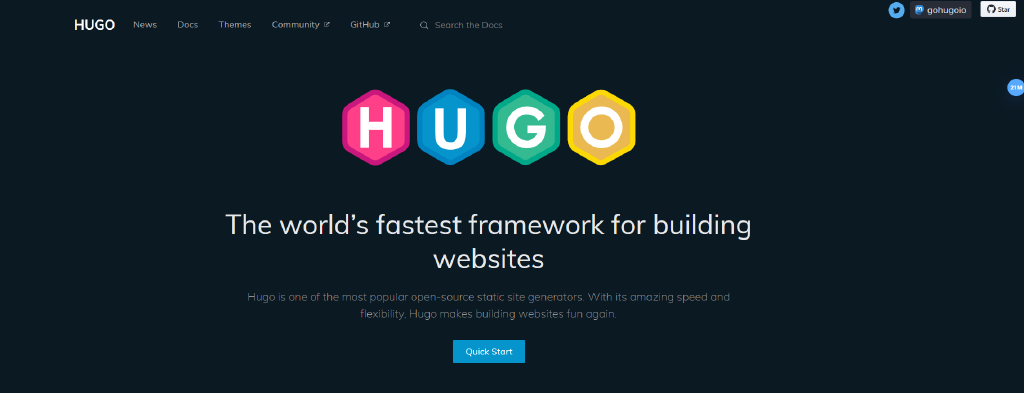 HUGO News Docs Themes Community GitHub Search the Docs gohugoio Star
21M
HUGO
The world’s fastest framework for building
websites
Hugo is one of the most popular open-source static site generators. With its amazing speed and
flexibility, Hugo makes building websites fun again.
Quick Start